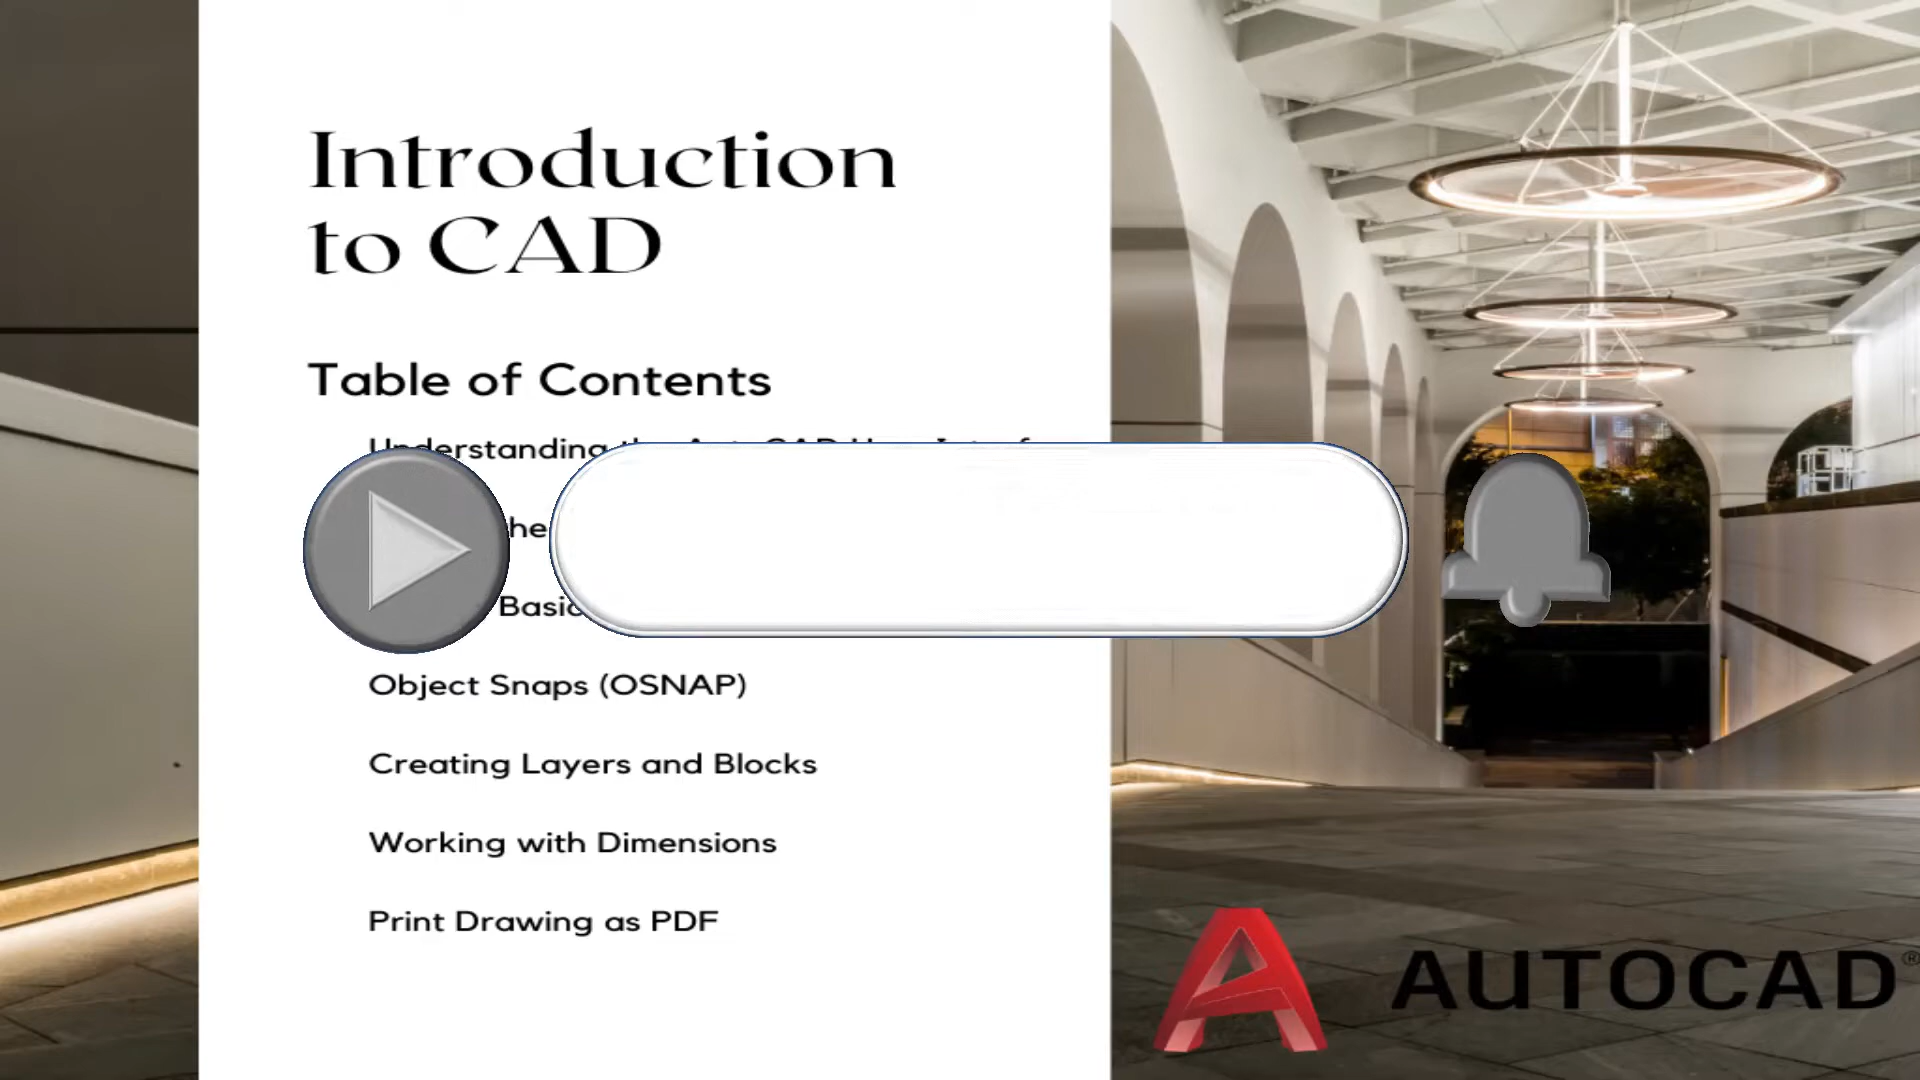 Introduction
to CAD
Table of Contents
Understanding
Object Snaps (OSNAP)
Creating Layers and Blocks
Working with Dimensions
Print Drawing as PDF
AUTOCAD®